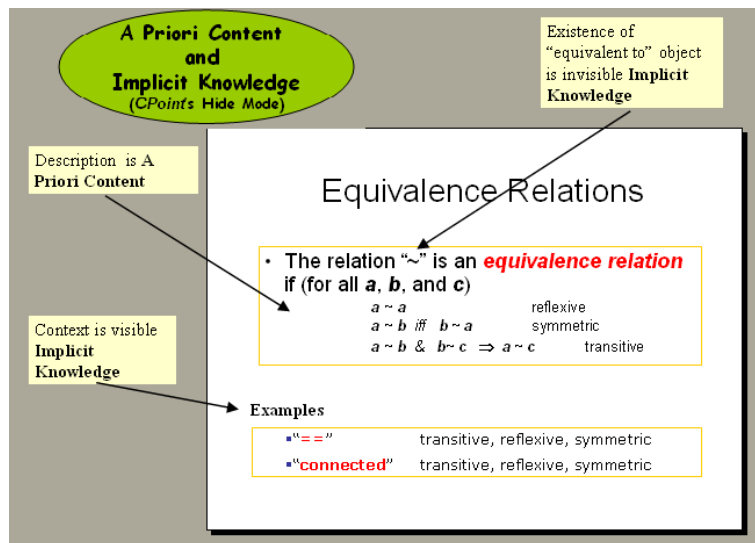 A Priori Content
and
Implicit Knowledge
(CPoint's Hide Mode)
Existence of
“equivalent to” object
is invisible Implicit
Knowledge
Description is A
Priori Content
Equivalence Relations
• The relation “~” is an equivalence relation
if (for all a, b, and c)
a ~ a reflexive
a ~ b iff b ~ a symmetric
a ~ b & b~ c ⇒ a ~ c transitive
Context is visible
Implicit
Knowledge
Examples
▪“==” transitive, reflexive, symmetric
▪“connected” transitive, reflexive, symmetric